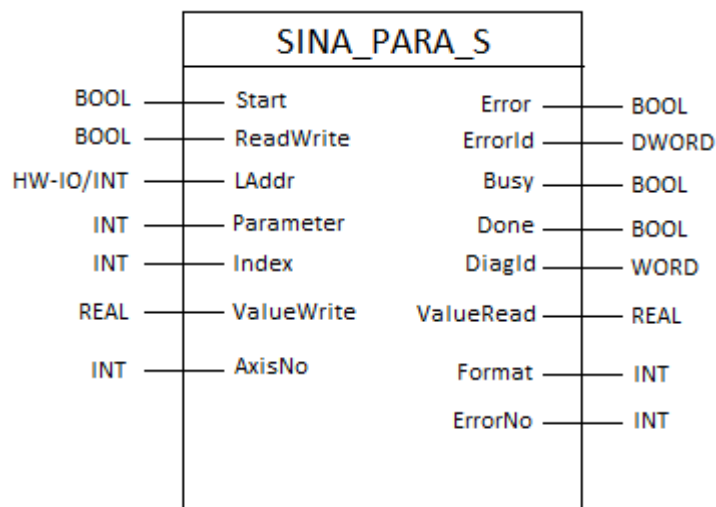 SINA_PARA_S
BOOL Start Error BOOL
BOOL ReadWrite ErrorId DWORD
HW-IO/INT LAddr Busy BOOL
INT Parameter Done BOOL
INT Index DiagId WORD
REAL ValueWrite ValueRead REAL
INT AxisNo Format INT
ErrorNo INT